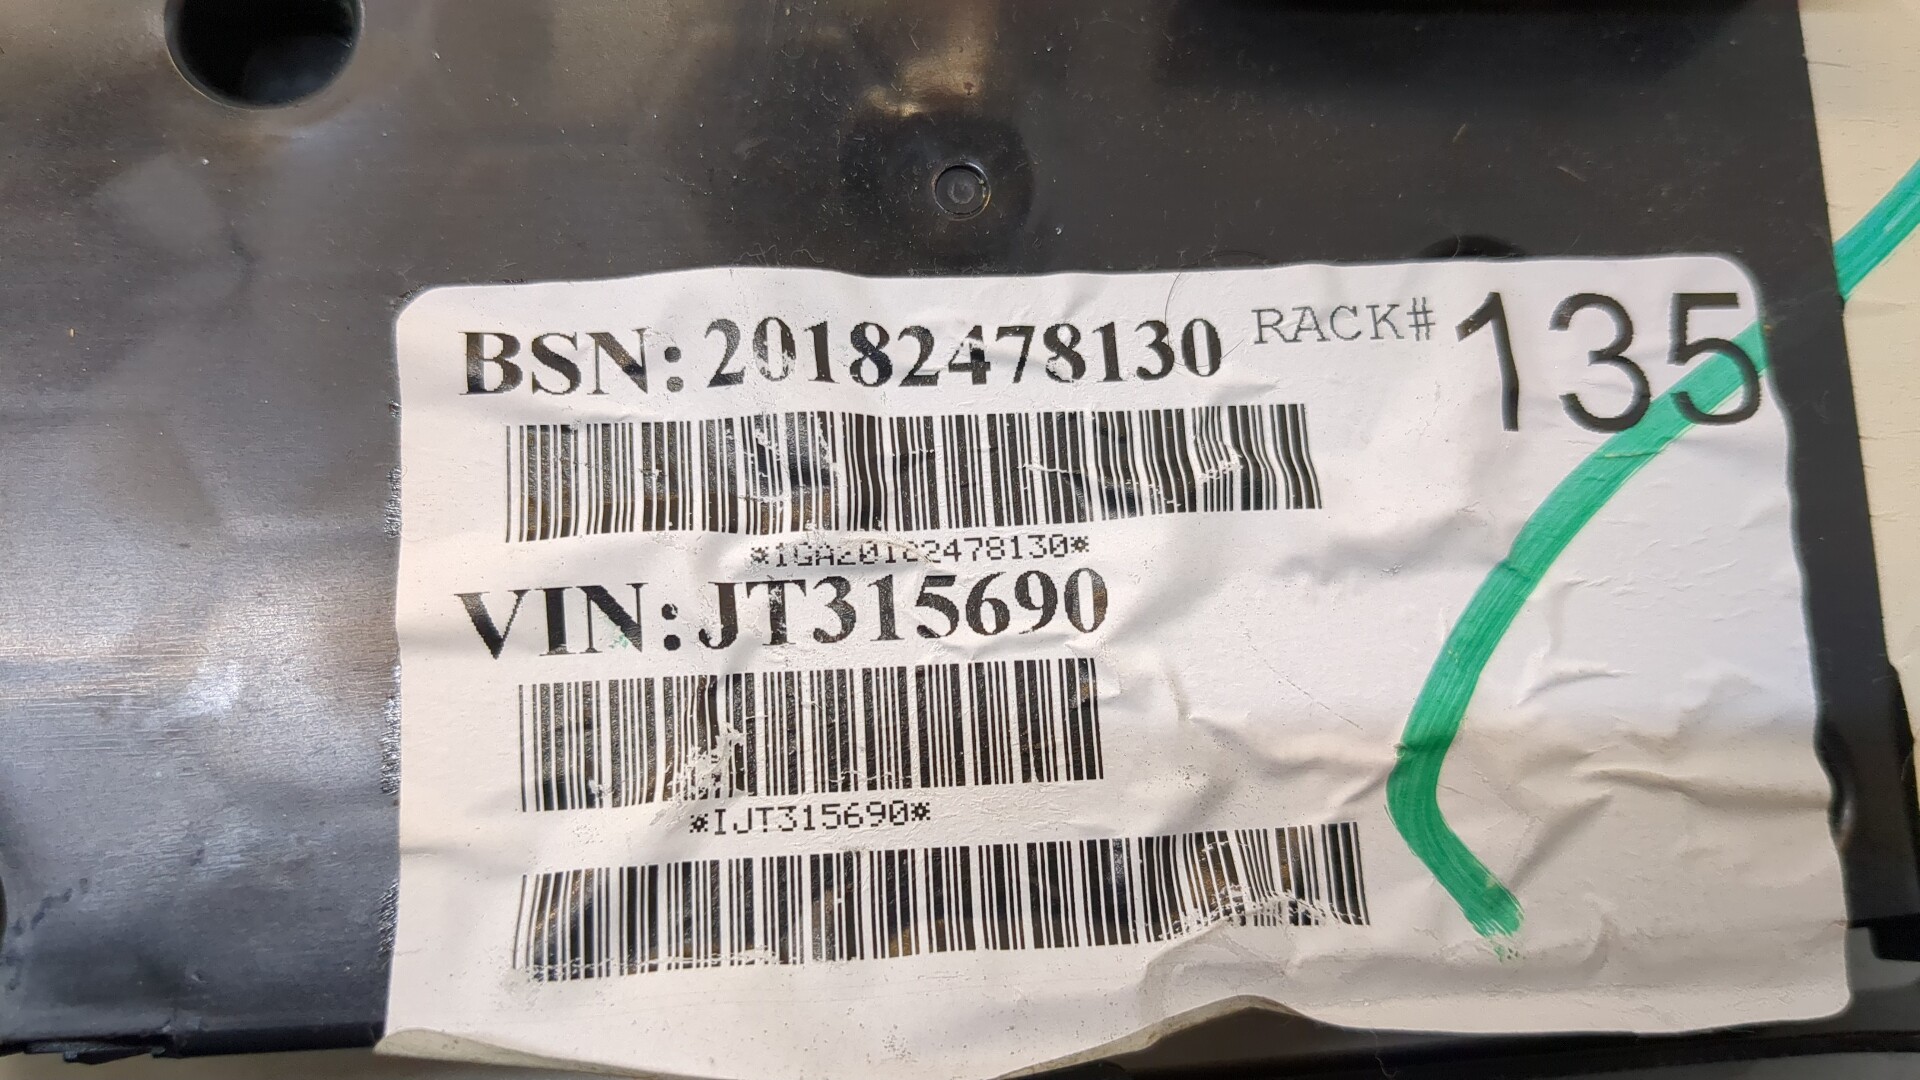 BSN: 20182478130 RACK# 135
*1GA20182478130*
VIN: JT315690
*IJT315690*